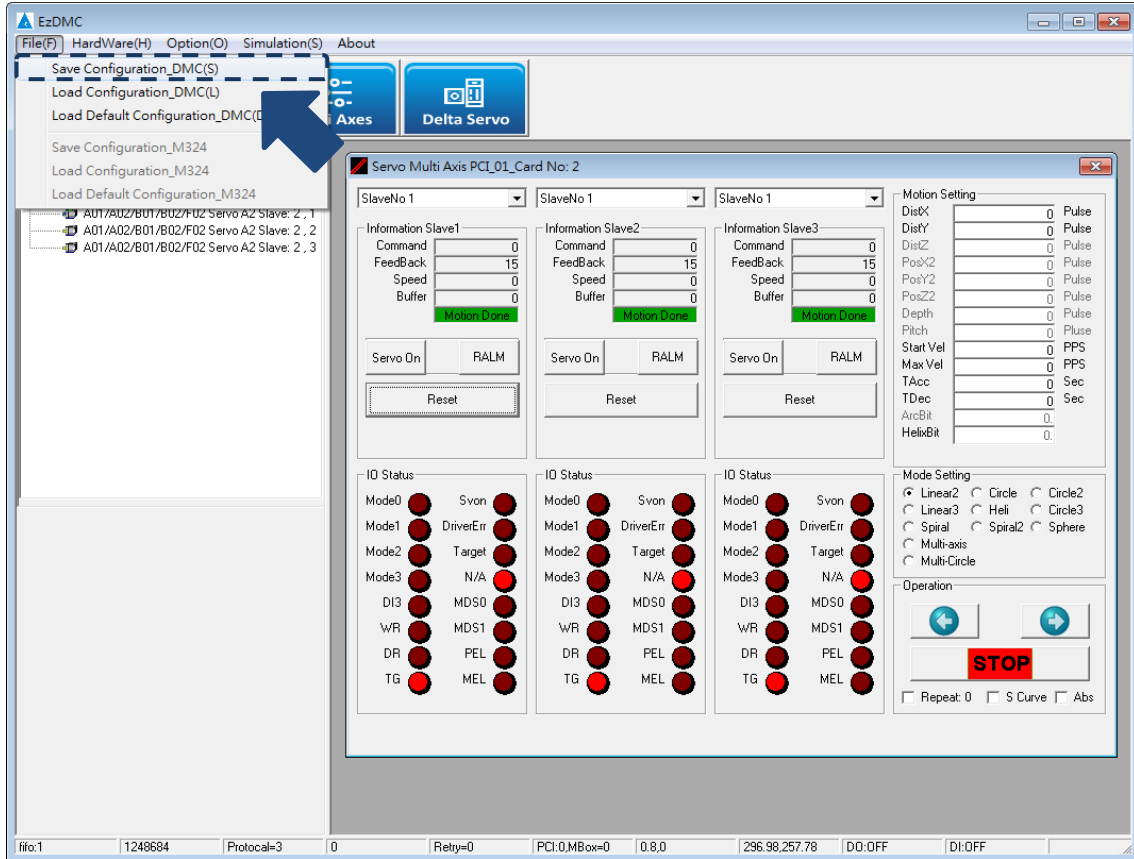 EzDMC
File(F) HardWare(H) Option(O) Simulation(S) About
Save Configuration_DMC(S)
Load Configuration_DMC(L)
Load Default Configuration_DMC(D
Save Configuration_M324
Load Configuration_M324
Load Default Configuration_M324
Axes
Delta Servo
A01/A02/B01/B02/F02 Servo A2 Slave: 2 , 1
A01/A02/B01/B02/F02 Servo A2 Slave: 2 , 2
A01/A02/B01/B02/F02 Servo A2 Slave: 2 , 3
Servo Multi Axis PCI_01_Card No: 2
SlaveNo 1 SlaveNo 1 SlaveNo 1
Information Slave1
Command 0
FeedBack 15
Speed 0
Buffer 0
Motion Done
Servo On RALM
Reset
Information Slave2
Command 0
FeedBack 15
Speed 0
Buffer 0
Motion Done
Servo On RALM
Reset
Information Slave3
Command 0
FeedBack 15
Speed 0
Buffer 0
Motion Done
Servo On RALM
Reset
IO Status
Mode0 Svon
Mode1 DriverErr
Mode2 Target
Mode3 N/A
DI3 MDS0
WR MDS1
DR PEL
TG MEL
IO Status
Mode0 Svon
Mode1 DriverErr
Mode2 Target
Mode3 N/A
DI3 MDS0
WR MDS1
DR PEL
TG MEL
IO Status
Mode0 Svon
Mode1 DriverErr
Mode2 Target
Mode3 N/A
DI3 MDS0
WR MDS1
DR PEL
TG MEL
Motion Setting
DistX 0 Pulse
DistY 0 Pulse
DistZ 0 Pulse
PosX2 0 Pulse
PosY2 0 Pulse
PosZ2 0 Pulse
Depth 0 Pulse
Pitch 0 Pluse
Start Vel 0 PPS
Max Vel 0 PPS
TAcc 0 Sec
TDec 0 Sec
ArcBit 0.
HelixBit 0.
Mode Setting
Linear2 Circle Circle2
Linear3 Heli Circle3
Spiral Spiral2 Sphere
Multi-axis
Multi-Circle
Operation
STOP
Repeat: 0 S Curve Abs
fifo:1 1248684 Protocal=3 0 Retry=0 PCI:0,MBox=0 0.8,0 296.98,257.78 DO:OFF DI:OFF